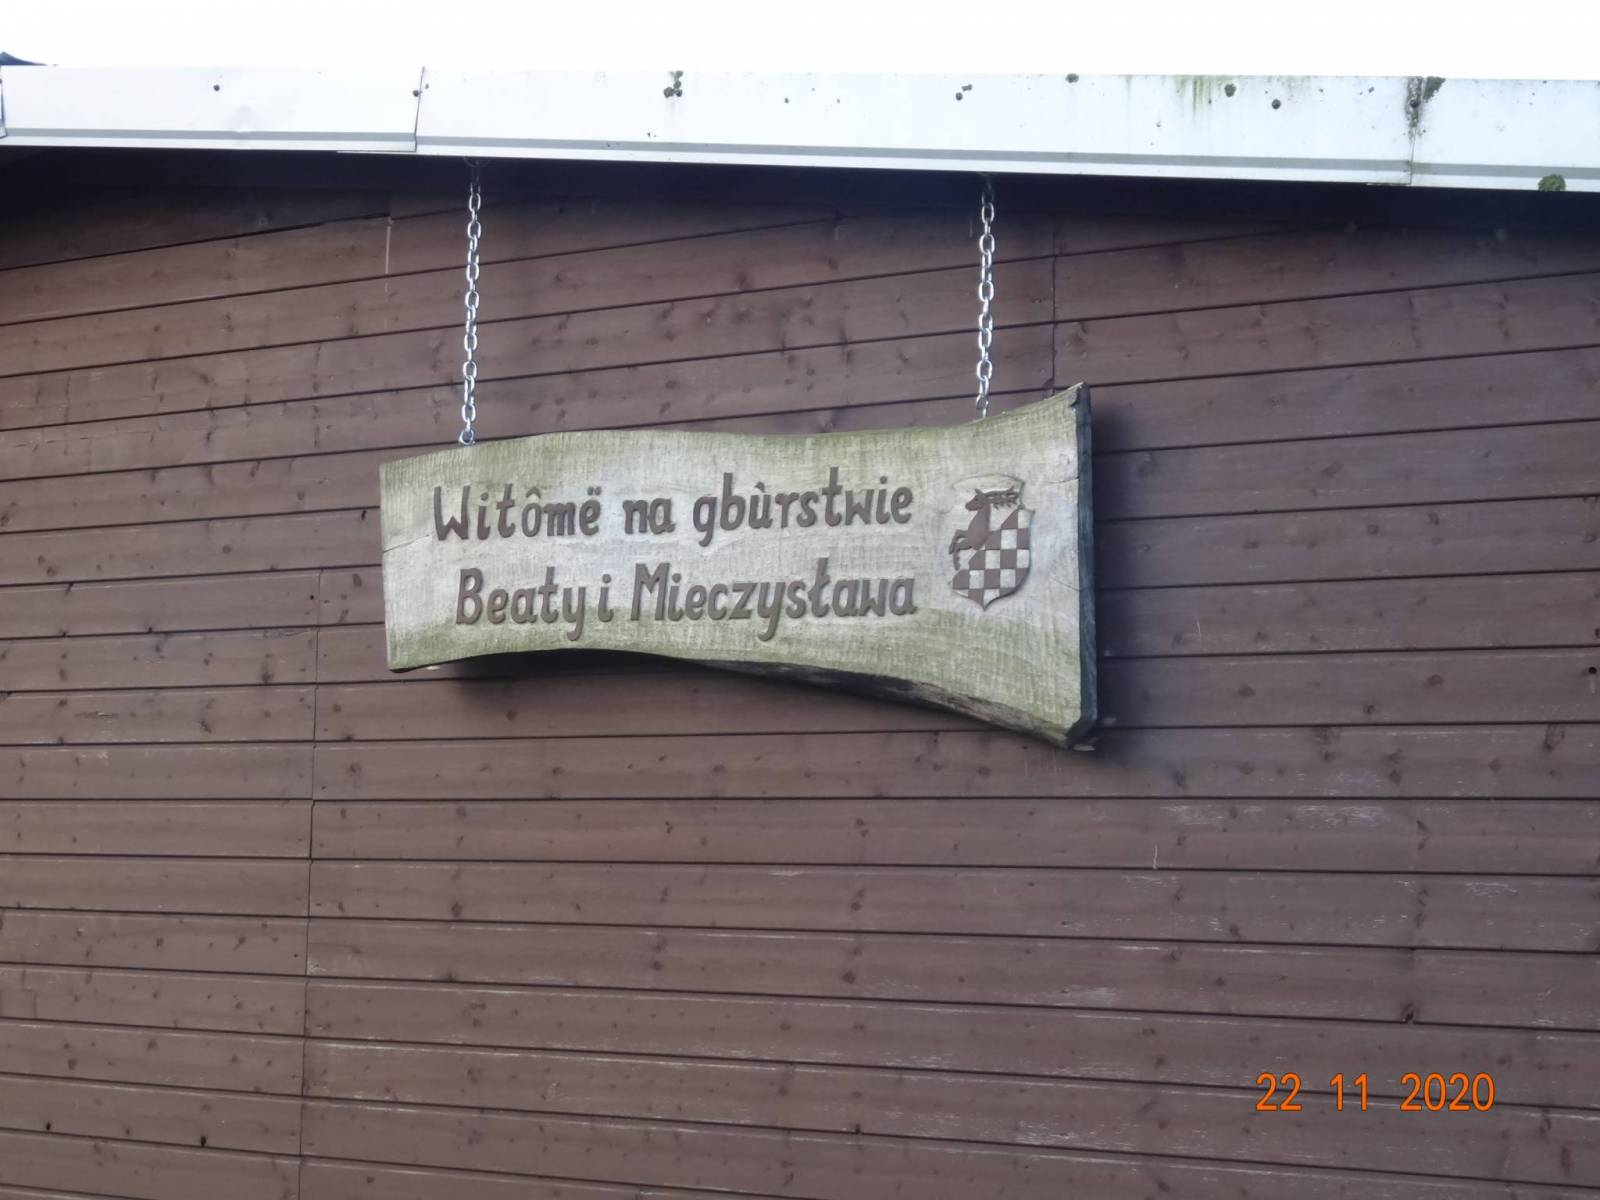 Witômë na gbùrstwie
Beaty i Mieczysława
22 11 2020